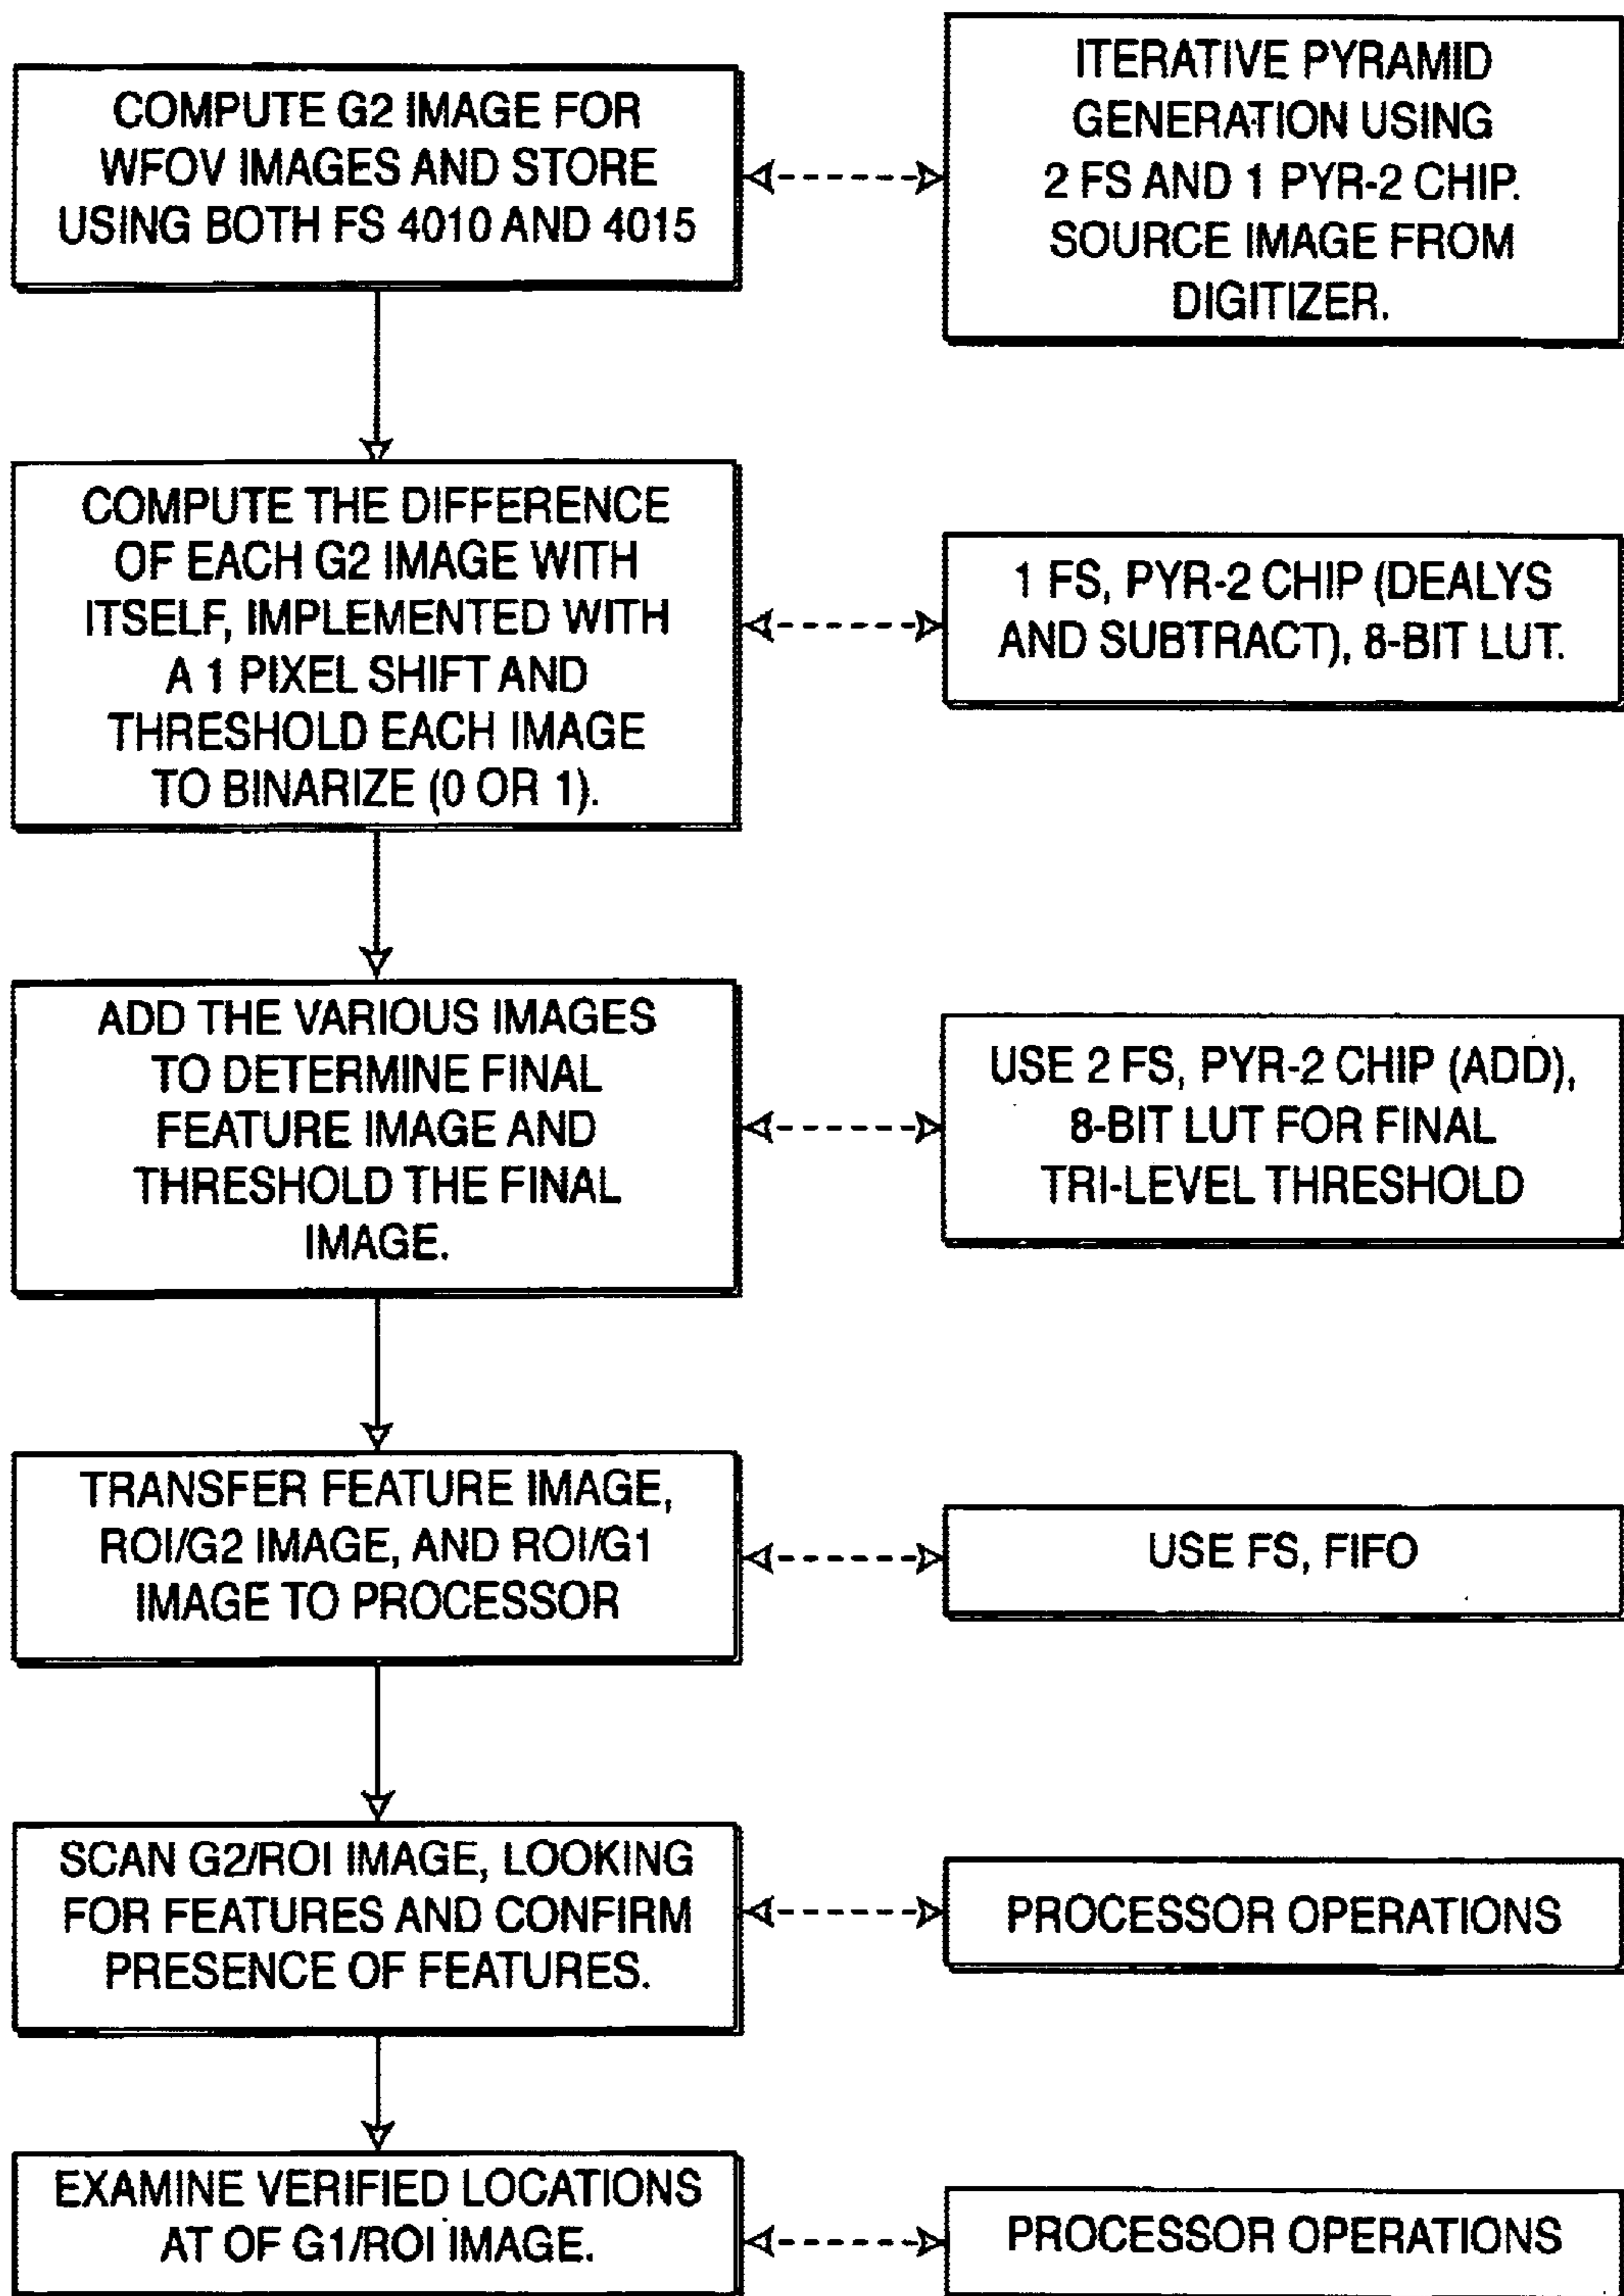 COMPUTE G2 IMAGE FOR
WFOV IMAGES AND STORE
USING BOTH FS 4010 AND 4015
ITERATIVE PYRAMID
GENERATION USING
2 FS AND 1 PYR-2 CHIP.
SOURCE IMAGE FROM
DIGITIZER.
COMPUTE THE DIFFERENCE
OF EACH G2 IMAGE WITH
ITSELF, IMPLEMENTED WITH
A 1 PIXEL SHIFT AND
THRESHOLD EACH IMAGE
TO BINARIZE (0 OR 1).
1 FS, PYR-2 CHIP (DEALYS
AND SUBTRACT), 8-BIT LUT.
ADD THE VARIOUS IMAGES
TO DETERMINE FINAL
FEATURE IMAGE AND
THRESHOLD THE FINAL
IMAGE.
USE 2 FS, PYR-2 CHIP (ADD),
8-BIT LUT FOR FINAL
TRI-LEVEL THRESHOLD
TRANSFER FEATURE IMAGE,
ROI/G2 IMAGE, AND ROI/G1
IMAGE TO PROCESSOR
USE FS, FIFO
SCAN G2/ROI IMAGE, LOOKING
FOR FEATURES AND CONFIRM
PRESENCE OF FEATURES.
PROCESSOR OPERATIONS
EXAMINE VERIFIED LOCATIONS
AT OF G1/ROI IMAGE.
PROCESSOR OPERATIONS